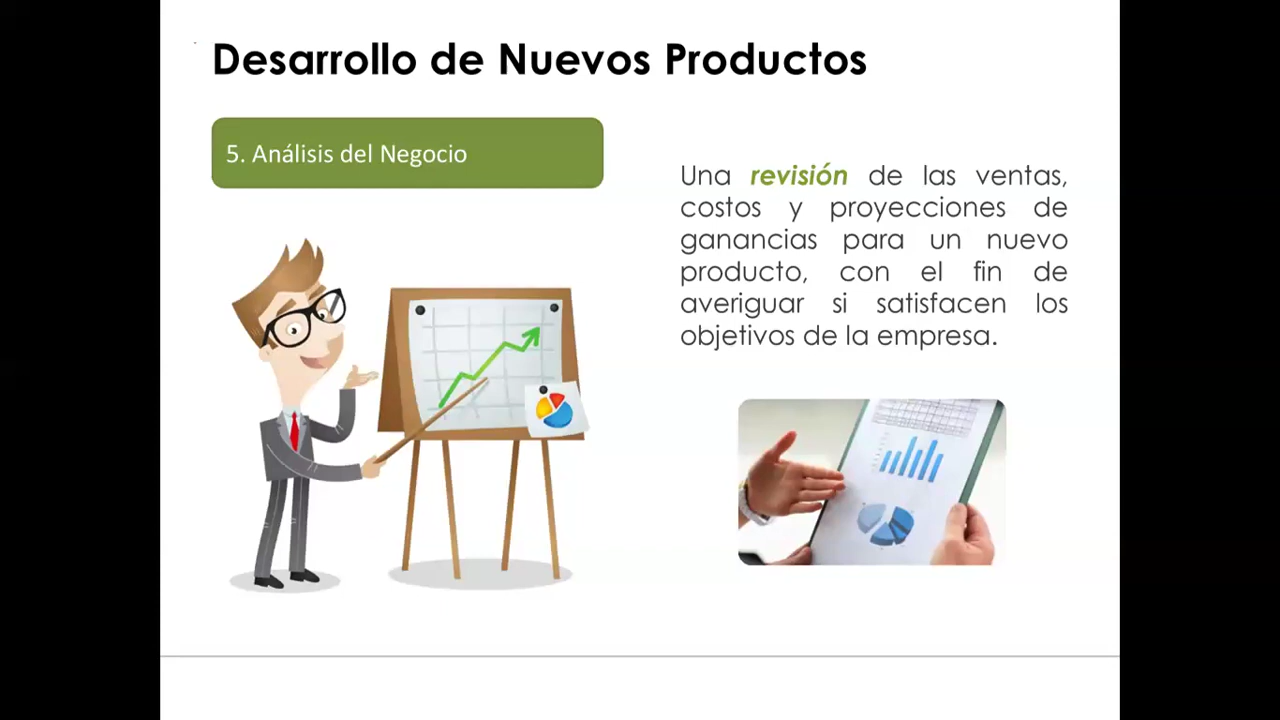 Desarrollo de Nuevos Productos
5. Análisis del Negocio
Una revisión de las ventas,
costos y proyecciones de
ganancias para un nuevo
producto, con el fin de
averiguar si satisfacen los
objetivos de la empresa.